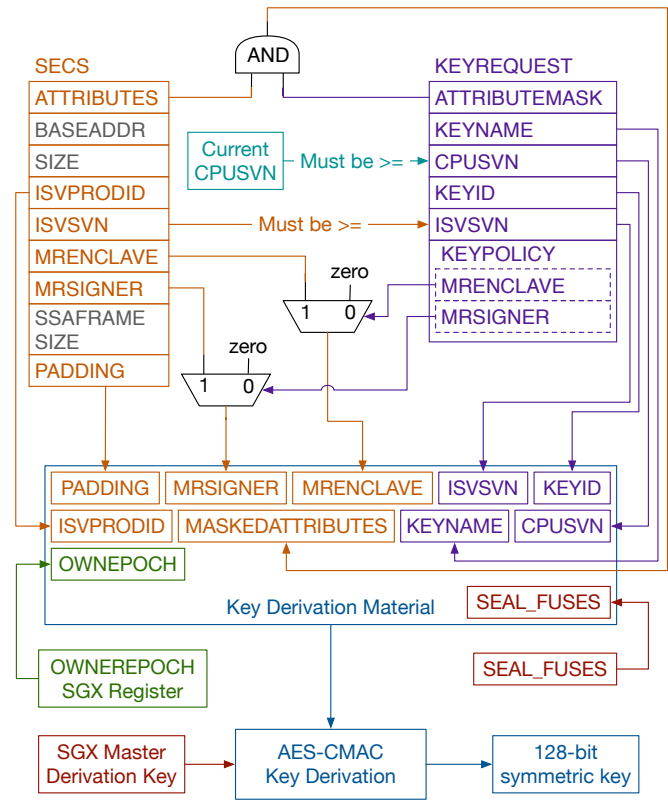 AND
SECS
KEYREQUEST
ATTRIBUTES
ATTRIBUTEMASK
BASEADDR
KEYNAME
Current
CPUSVN
Must be >=
SIZE
CPUSVN
ISVPRODID
KEYID
ISVSVN
Must be >=
ISVSVN
MRENCLAVE
KEYPOLICY
MRSIGNER
zero
MRENCLAVE
1 0
MRSIGNER
SSAFRAME
SIZE
zero
PADDING
1 0
PADDING
MRSIGNER
MRENCLAVE
ISVSVN
KEYID
ISVPRODID
MASKEDATTRIBUTES
KEYNAME
CPUSVN
OWNEPOCH
Key Derivation Material
SEAL_FUSES
OWNEREPOCH
SGX Register
SEAL_FUSES
SGX Master
Derivation Key
AES-CMAC
Key Derivation
128-bit
symmetric key